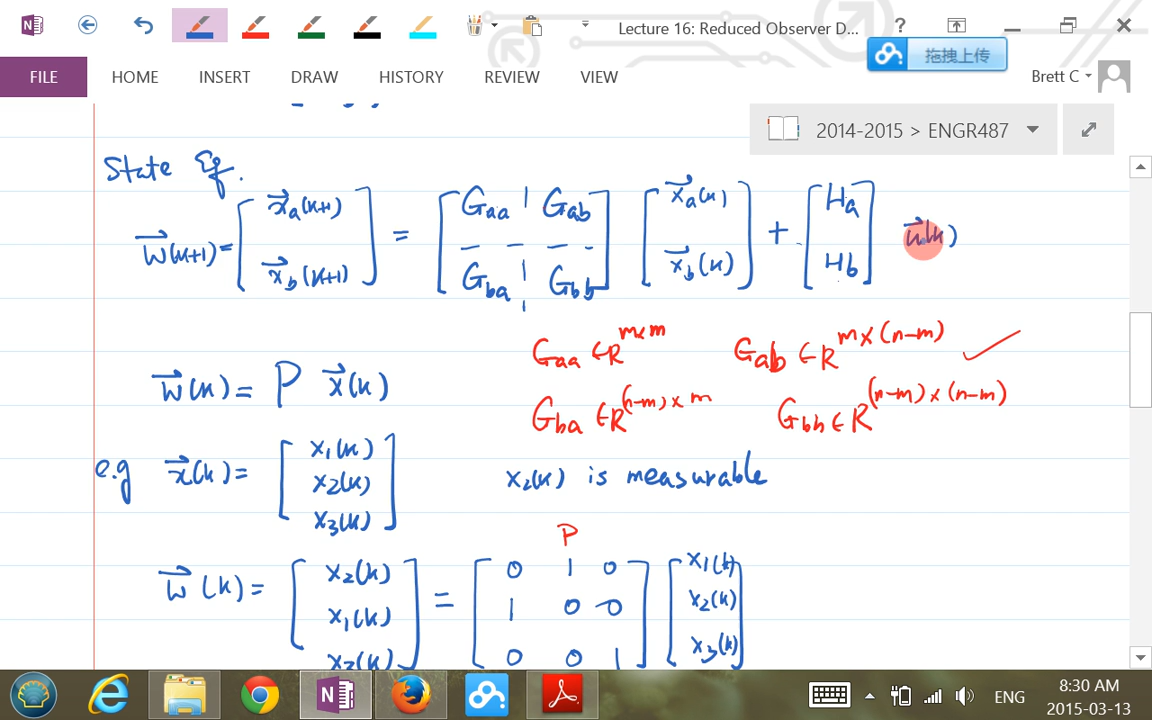 Lecture 16: Reduced Observer D...
?
拖拽上传
FILE HOME INSERT DRAW HISTORY REVIEW VIEW
Brett C
2014-2015 > ENGR487
State Eq.
w(k+1) = [xa(k+1) xb(k+1)] = [Gaa Gab Gba Gbb] [xa(k) xb(k)] + [Ha Hb] u(k)
Gaa ∈ R^m×m Gab ∈ R^m×(n-m) ✓
w(k) = P x(k)
Gba ∈ R^(n-m)×m Gbb ∈ R^(n-m)×(n-m)
e.g x(k) = [x1(k) x2(k) x3(k)] x2(k) is measurable
P
w(k) = [x2(k) x1(k) x3(k)] = [0 1 0 1 0 0 0 0 1] [x1(k) x2(k) x3(k)]
ENG
8:30 AM
2015-03-13